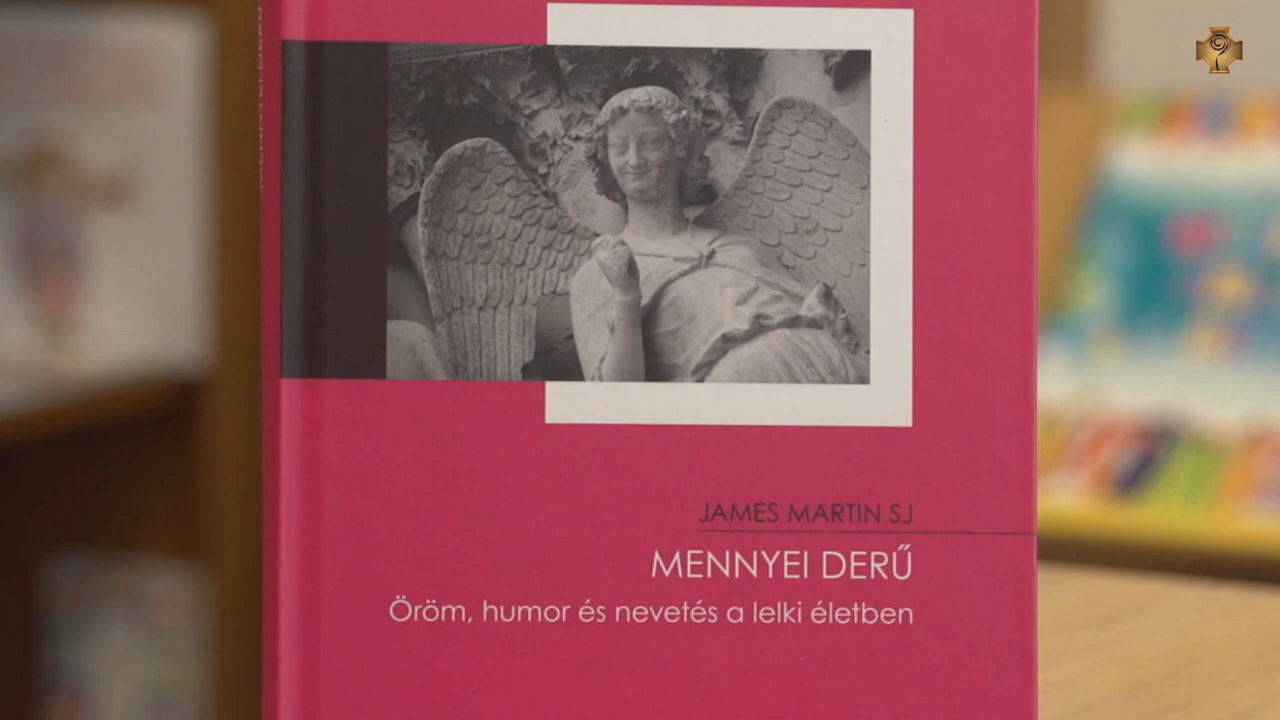 JAMES MARTIN SJ
MENNYEI DERŰ
Öröm, humor és nevetés a lelki életben